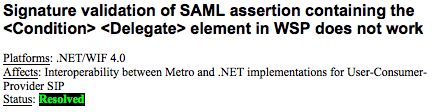 Signature validation of SAML assertion containing the
<Condition> <Delegate> element in WSP does not work
Platforms: .NET/WIF 4.0
Affects: Interoperability between Metro and .NET implementations for User-Consumer-
Provider SIP
Status: Resolved